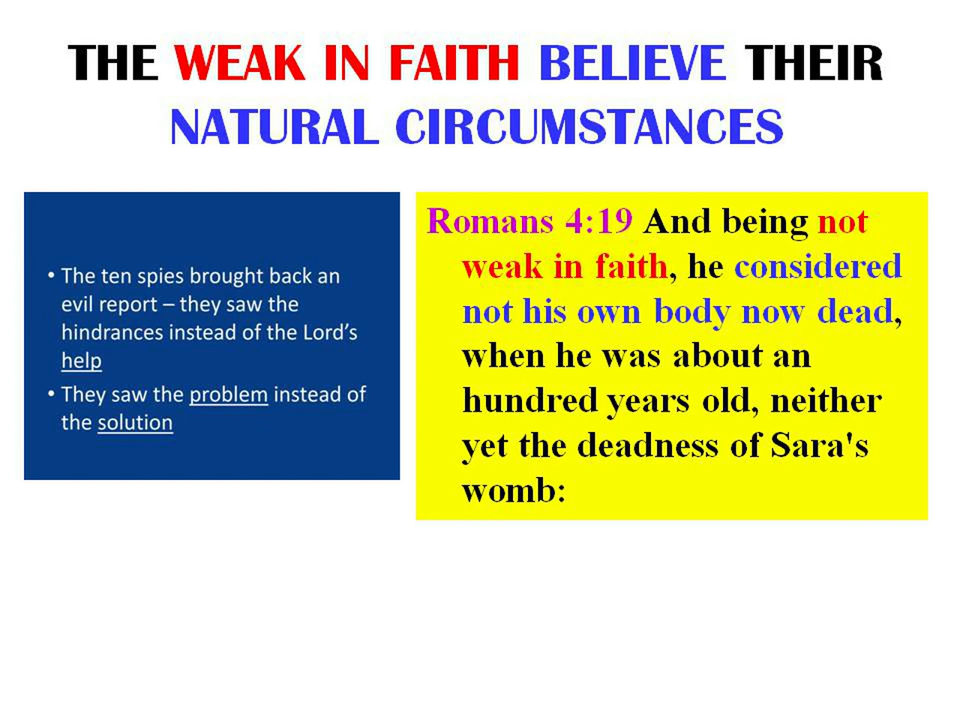 THE WEAK IN FAITH BELIEVE THEIR
NATURAL CIRCUMSTANCES
• The ten spies brought back an
evil report – they saw the
hindrances instead of the Lord’s
help
• They saw the problem instead of
the solution
Romans 4:19 And being not
weak in faith, he considered
not his own body now dead,
when he was about an
hundred years old, neither
yet the deadness of Sara's
womb: